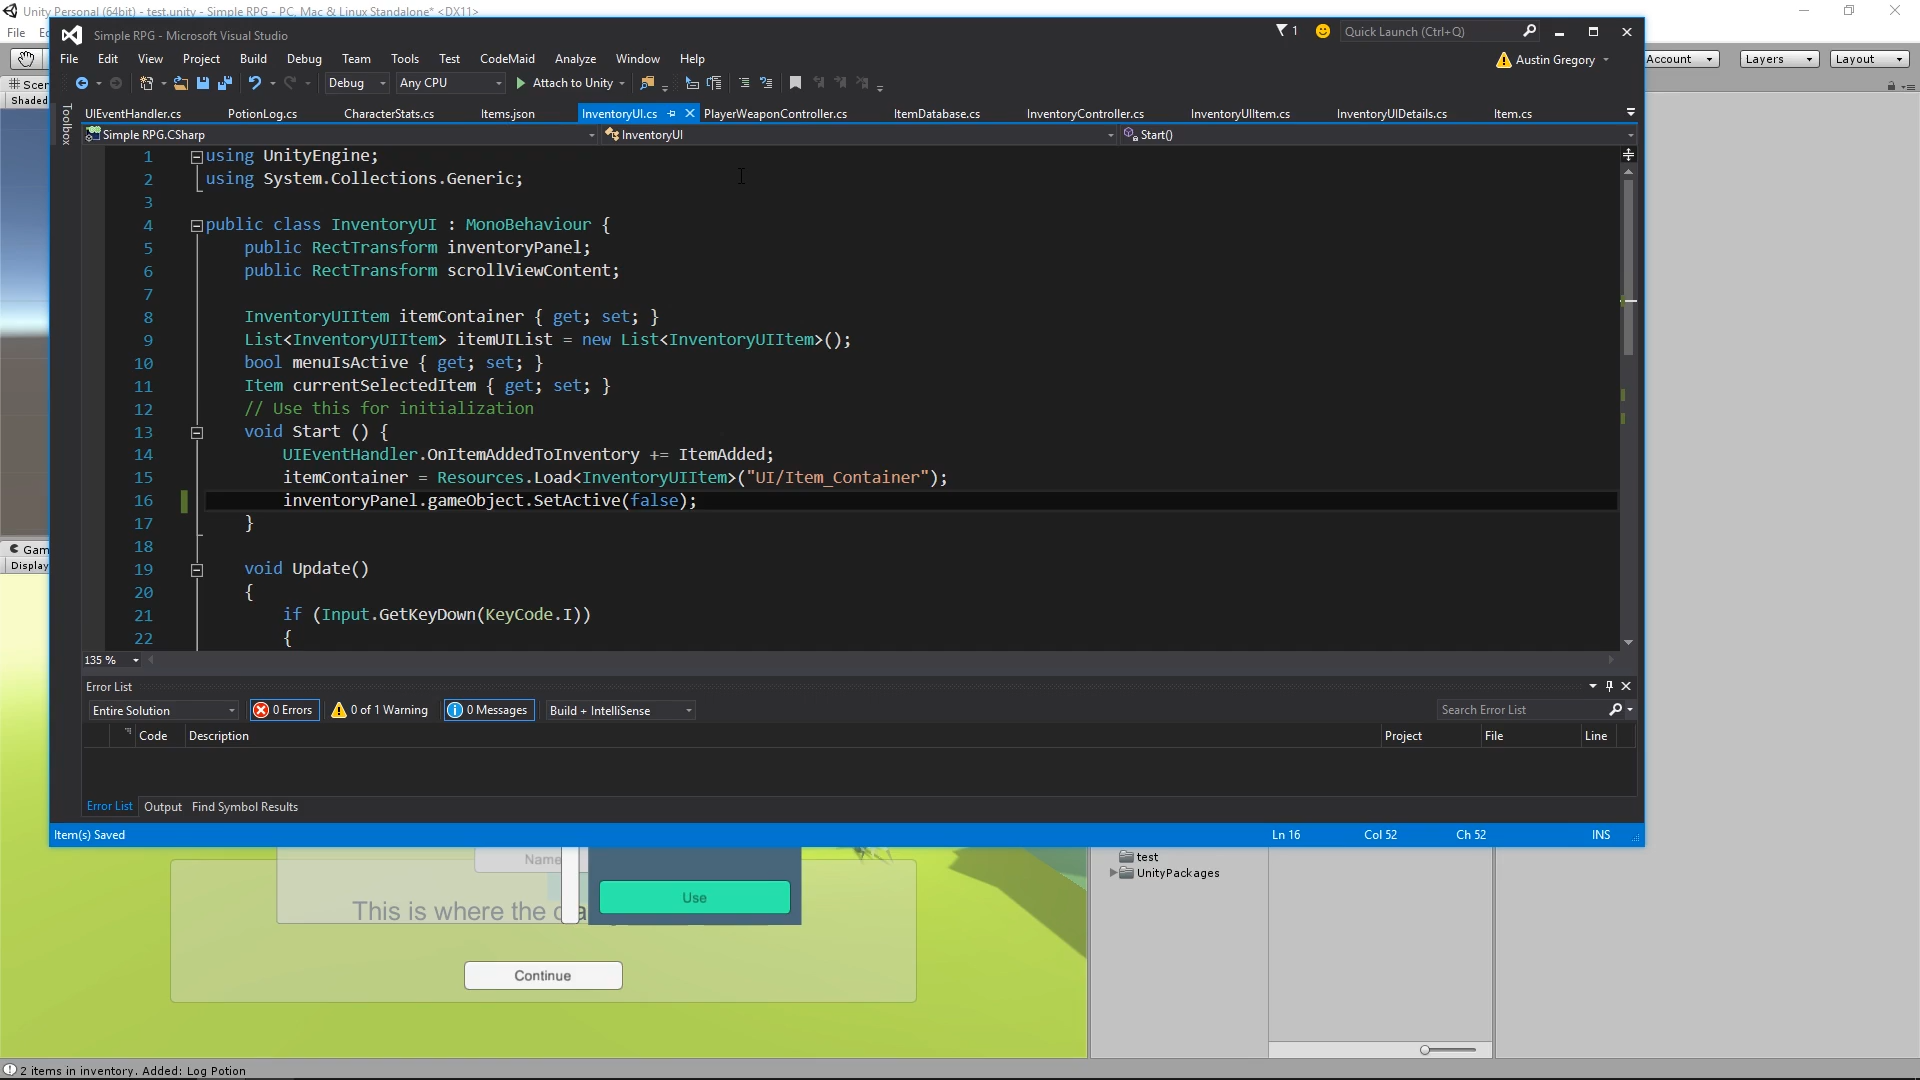 Unity Personal (64bit) - test.unity - Simple RPG - PC, Mac & Linux Standalone* <DX11>
File
Simple RPG - Microsoft Visual Studio
1
Quick Launch (Ctrl+Q)
File Edit View Project Build Debug Team Tools Test CodeMaid Analyze Window Help
Austin Gregory
Account
Layers
Layout
Debug
Any CPU
Attach to Unity
Scen
Shaded
Toolbox
UIEventHandler.cs PotionLog.cs CharacterStats.cs Items.json InventoryUI.cs PlayerWeaponController.cs ItemDatabase.cs InventoryController.cs InventoryUIItem.cs InventoryUIDetails.cs Item.cs
Simple RPG.CSharp
InventoryUI
Start()
1 using UnityEngine;
2 using System.Collections.Generic;
3
4 public class InventoryUI : MonoBehaviour {
5 public RectTransform inventoryPanel;
6 public RectTransform scrollViewContent;
7
8 InventoryUIItem itemContainer { get; set; }
9 List<InventoryUIItem> itemUIList = new List<InventoryUIItem>();
10 bool menuIsActive { get; set; }
11 Item currentSelectedItem { get; set; }
12 // Use this for initialization
13 void Start () {
14 UIEventHandler.OnItemAddedToInventory += ItemAdded;
15 itemContainer = Resources.Load<InventoryUIItem>("UI/Item_Container");
16 inventoryPanel.gameObject.SetActive(false);
17 }
18
19 void Update()
20 {
21 if (Input.GetKeyDown(KeyCode.I))
22 {
Gam
Display
135 %
Error List
Entire Solution
0 Errors
0 of 1 Warning
0 Messages
Build + IntelliSense
Search Error List
Code Description Project File Line
Error List Output Find Symbol Results
Item(s) Saved
Ln 16 Col 52 Ch 52 INS
Name
Use
This is where the
Continue
test
UnityPackages
2 items in inventory. Added: Log Potion